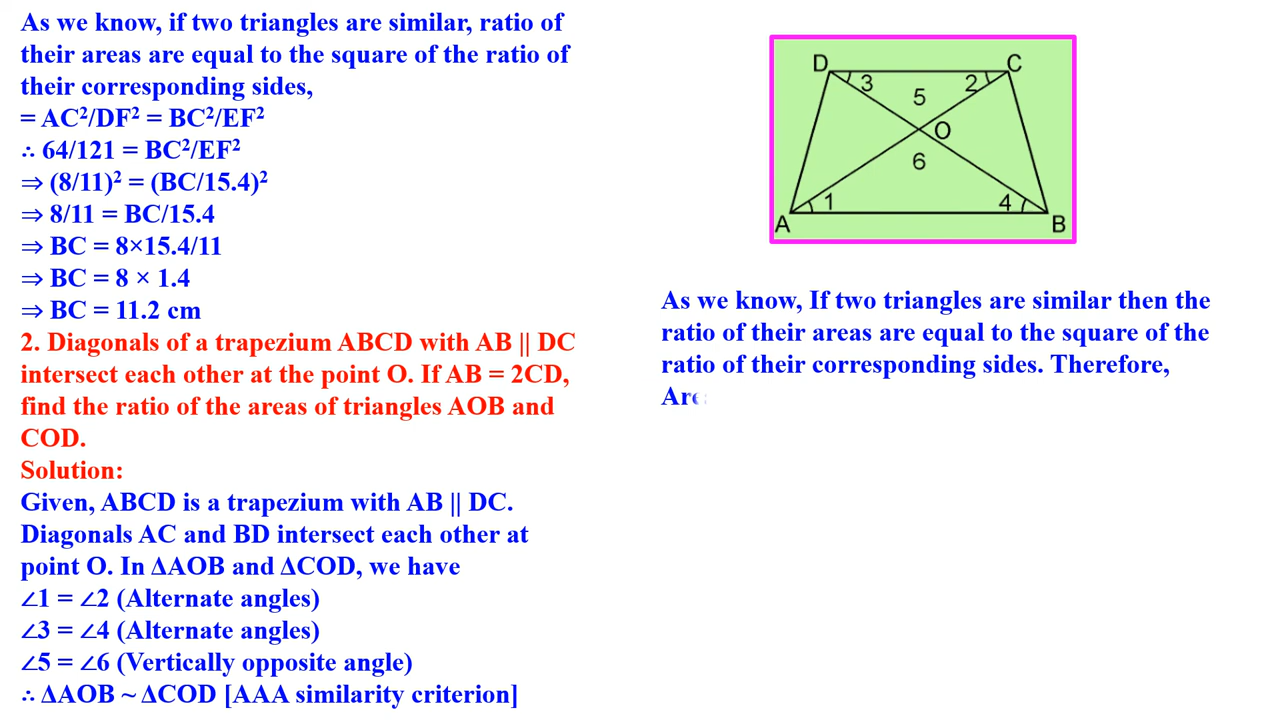 As we know, if two triangles are similar, ratio of
their areas are equal to the square of the ratio of
their corresponding sides,
= AC²/DF² = BC²/EF²
∴ 64/121 = BC²/EF²
⇒ (8/11)² = (BC/15.4)²
⇒ 8/11 = BC/15.4
⇒ BC = 8×15.4/11
⇒ BC = 8 × 1.4
⇒ BC = 11.2 cm
2. Diagonals of a trapezium ABCD with AB || DC
intersect each other at the point O. If AB = 2CD,
find the ratio of the areas of triangles AOB and
COD.
Solution:
Given, ABCD is a trapezium with AB || DC.
Diagonals AC and BD intersect each other at
point O. In ΔAOB and ΔCOD, we have
∠1 = ∠2 (Alternate angles)
∠3 = ∠4 (Alternate angles)
∠5 = ∠6 (Vertically opposite angle)
∴ ΔAOB ~ ΔCOD [AAA similarity criterion]
D C
3 2
5
O
6
1 4
A B
As we know, If two triangles are similar then the
ratio of their areas are equal to the square of the
ratio of their corresponding sides. Therefore,
Are